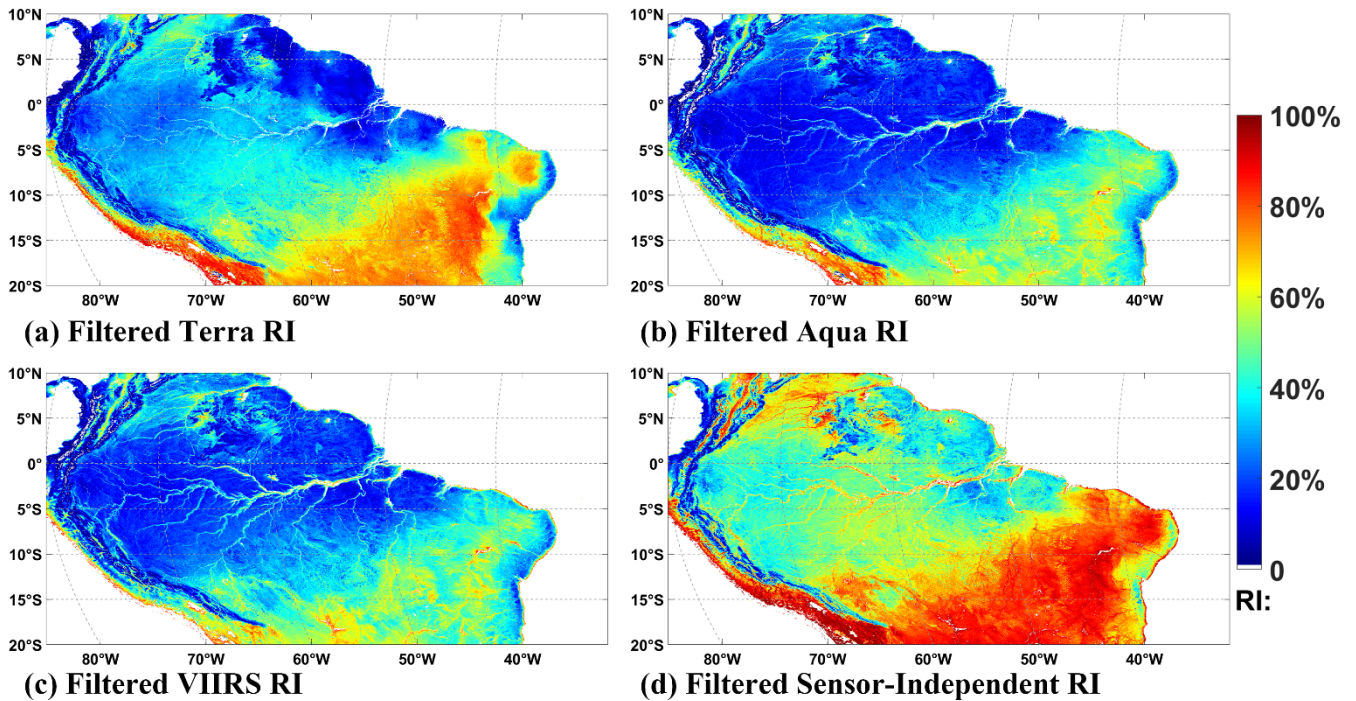 10°N 10°N
5°N 5°N
0° 0°
5°S 5°S
10°S 10°S
15°S 15°S
20°S 20°S
80°W 70°W 60°W 50°W 40°W 80°W 70°W 60°W 50°W 40°W
(a) Filtered Terra RI (b) Filtered Aqua RI
10°N 10°N
5°N 5°N
0° 0°
5°S 5°S
10°S 10°S
15°S 15°S
20°S 20°S
80°W 70°W 60°W 50°W 40°W 80°W 70°W 60°W 50°W 40°W
(c) Filtered VIIRS RI (d) Filtered Sensor-Independent RI
100%
80%
60%
40%
20%
0
RI: